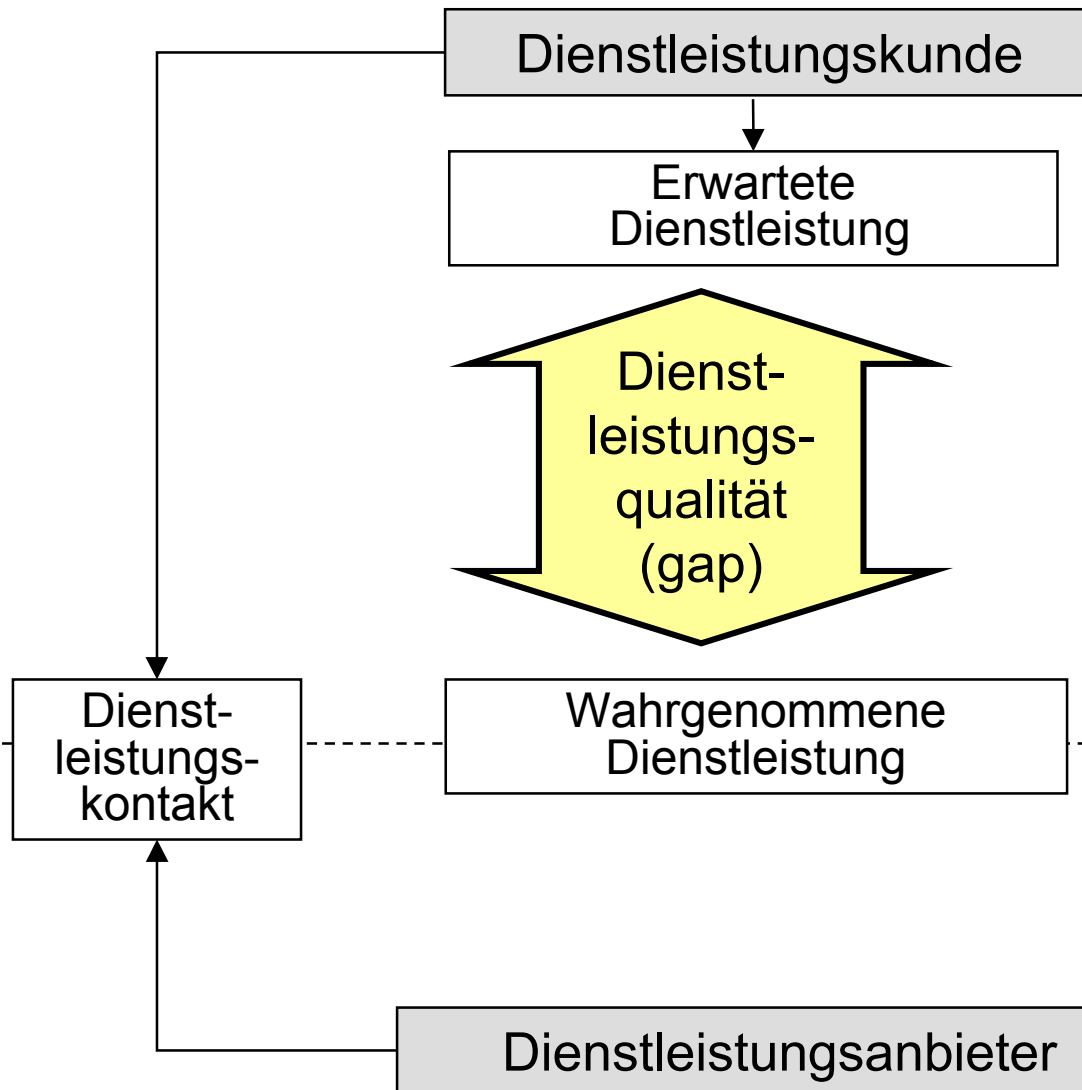 Dienstleistungskunde
Erwartete
Dienstleistung
Dienst-
leistungs-
qualität
(gap)
Dienst-
leistungs-
kontakt
Wahrgenommene
Dienstleistung
Dienstleistungsanbieter